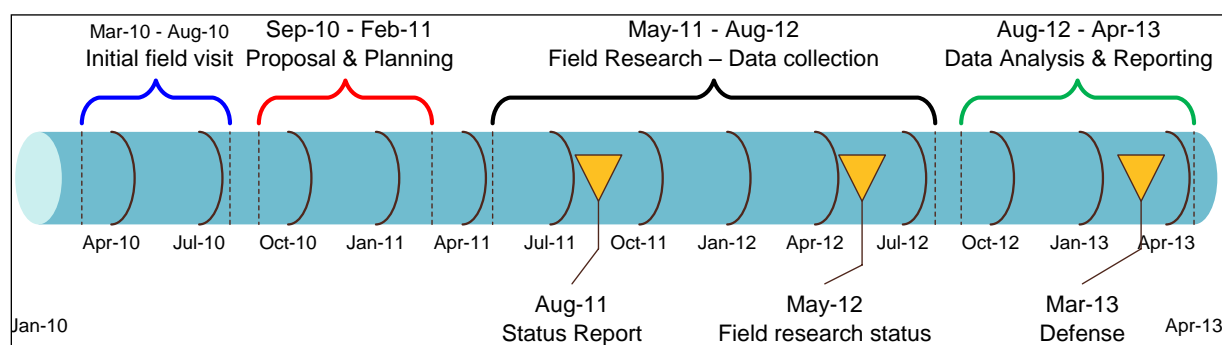 Mar-10 - Aug-10
Initial field visit
Sep-10 - Feb-11
Proposal & Planning
May-11 - Aug-12
Field Research – Data collection
Aug-12 - Apr-13
Data Analysis & Reporting
Apr-10 Jul-10 Oct-10 Jan-11 Apr-11 Jul-11 Oct-11 Jan-12 Apr-12 Jul-12 Oct-12 Jan-13 Apr-13
Aug-11
Status Report
May-12
Field research status
Mar-13
Defense
Jan-10
Apr-13